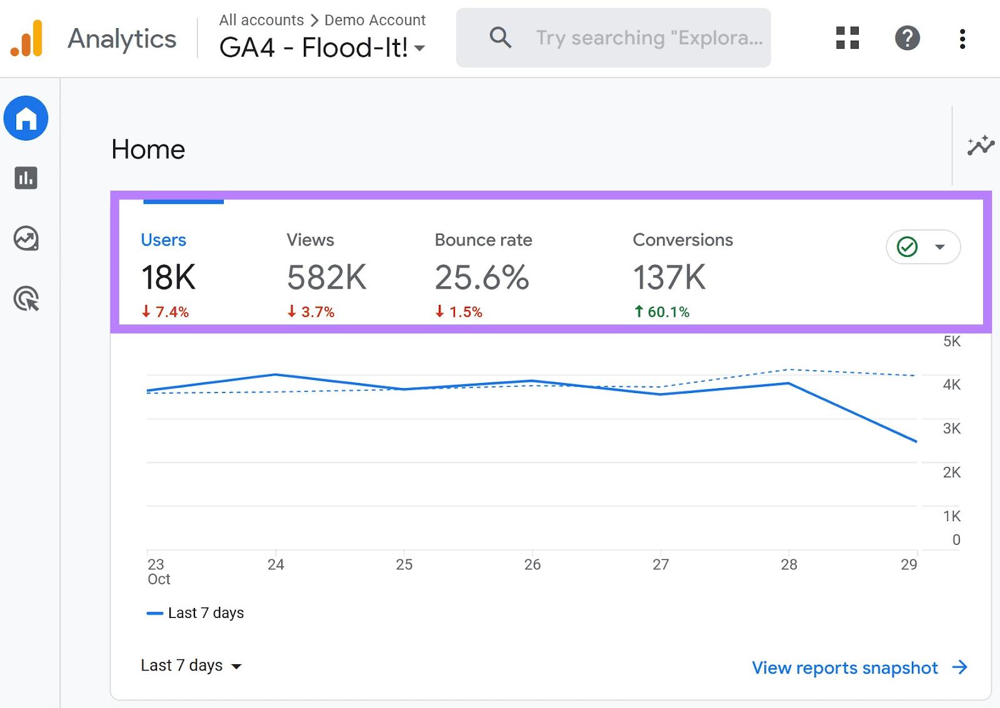 Analytics
All accounts > Demo Account
GA4 - Flood-It!
Try searching "Explora...
Home
Users
18K
↓ 7.4%
Views
582K
↓ 3.7%
Bounce rate
25.6%
↓ 1.5%
Conversions
137K
↑ 60.1%
5K
4K
3K
2K
1K
0
23
Oct
24
25
26
27
28
29
Last 7 days
Last 7 days
View reports snapshot →